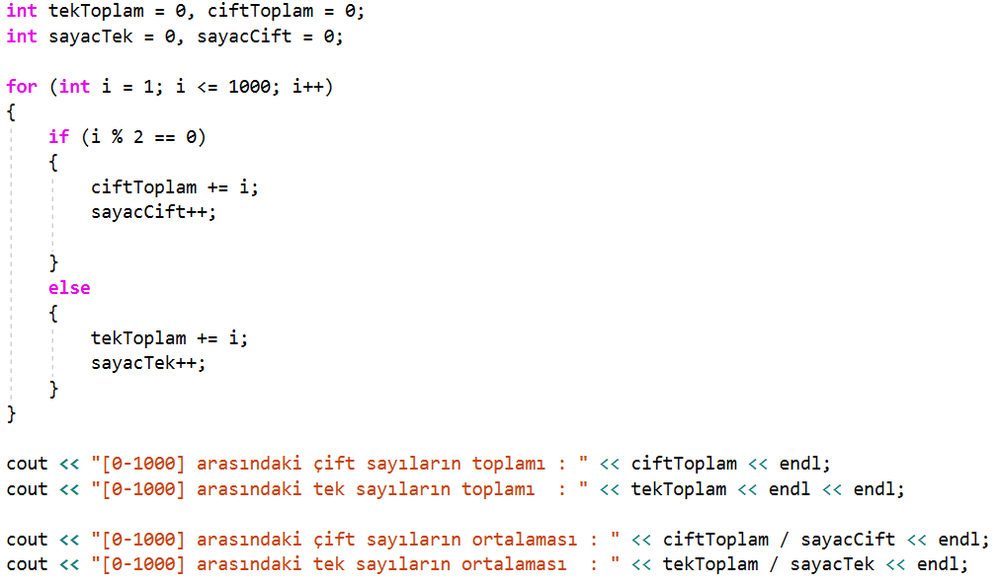 int tekToplam = 0, ciftToplam = 0;
int sayacTek = 0, sayacCift = 0;
for (int i = 1; i <= 1000; i++)
{
if (i % 2 == 0)
{
ciftToplam += i;
sayacCift++;
}
else
{
tekToplam += i;
sayacTek++;
}
}
cout << "[0-1000] arasındaki çift sayıların toplamı : " << ciftToplam << endl;
cout << "[0-1000] arasındaki tek sayıların toplamı  : " << tekToplam << endl << endl;
cout << "[0-1000] arasındaki çift sayıların ortalaması : " << ciftToplam / sayacCift << endl;
cout << "[0-1000] arasındaki tek sayıların ortalaması  : " << tekToplam / sayacTek << endl;